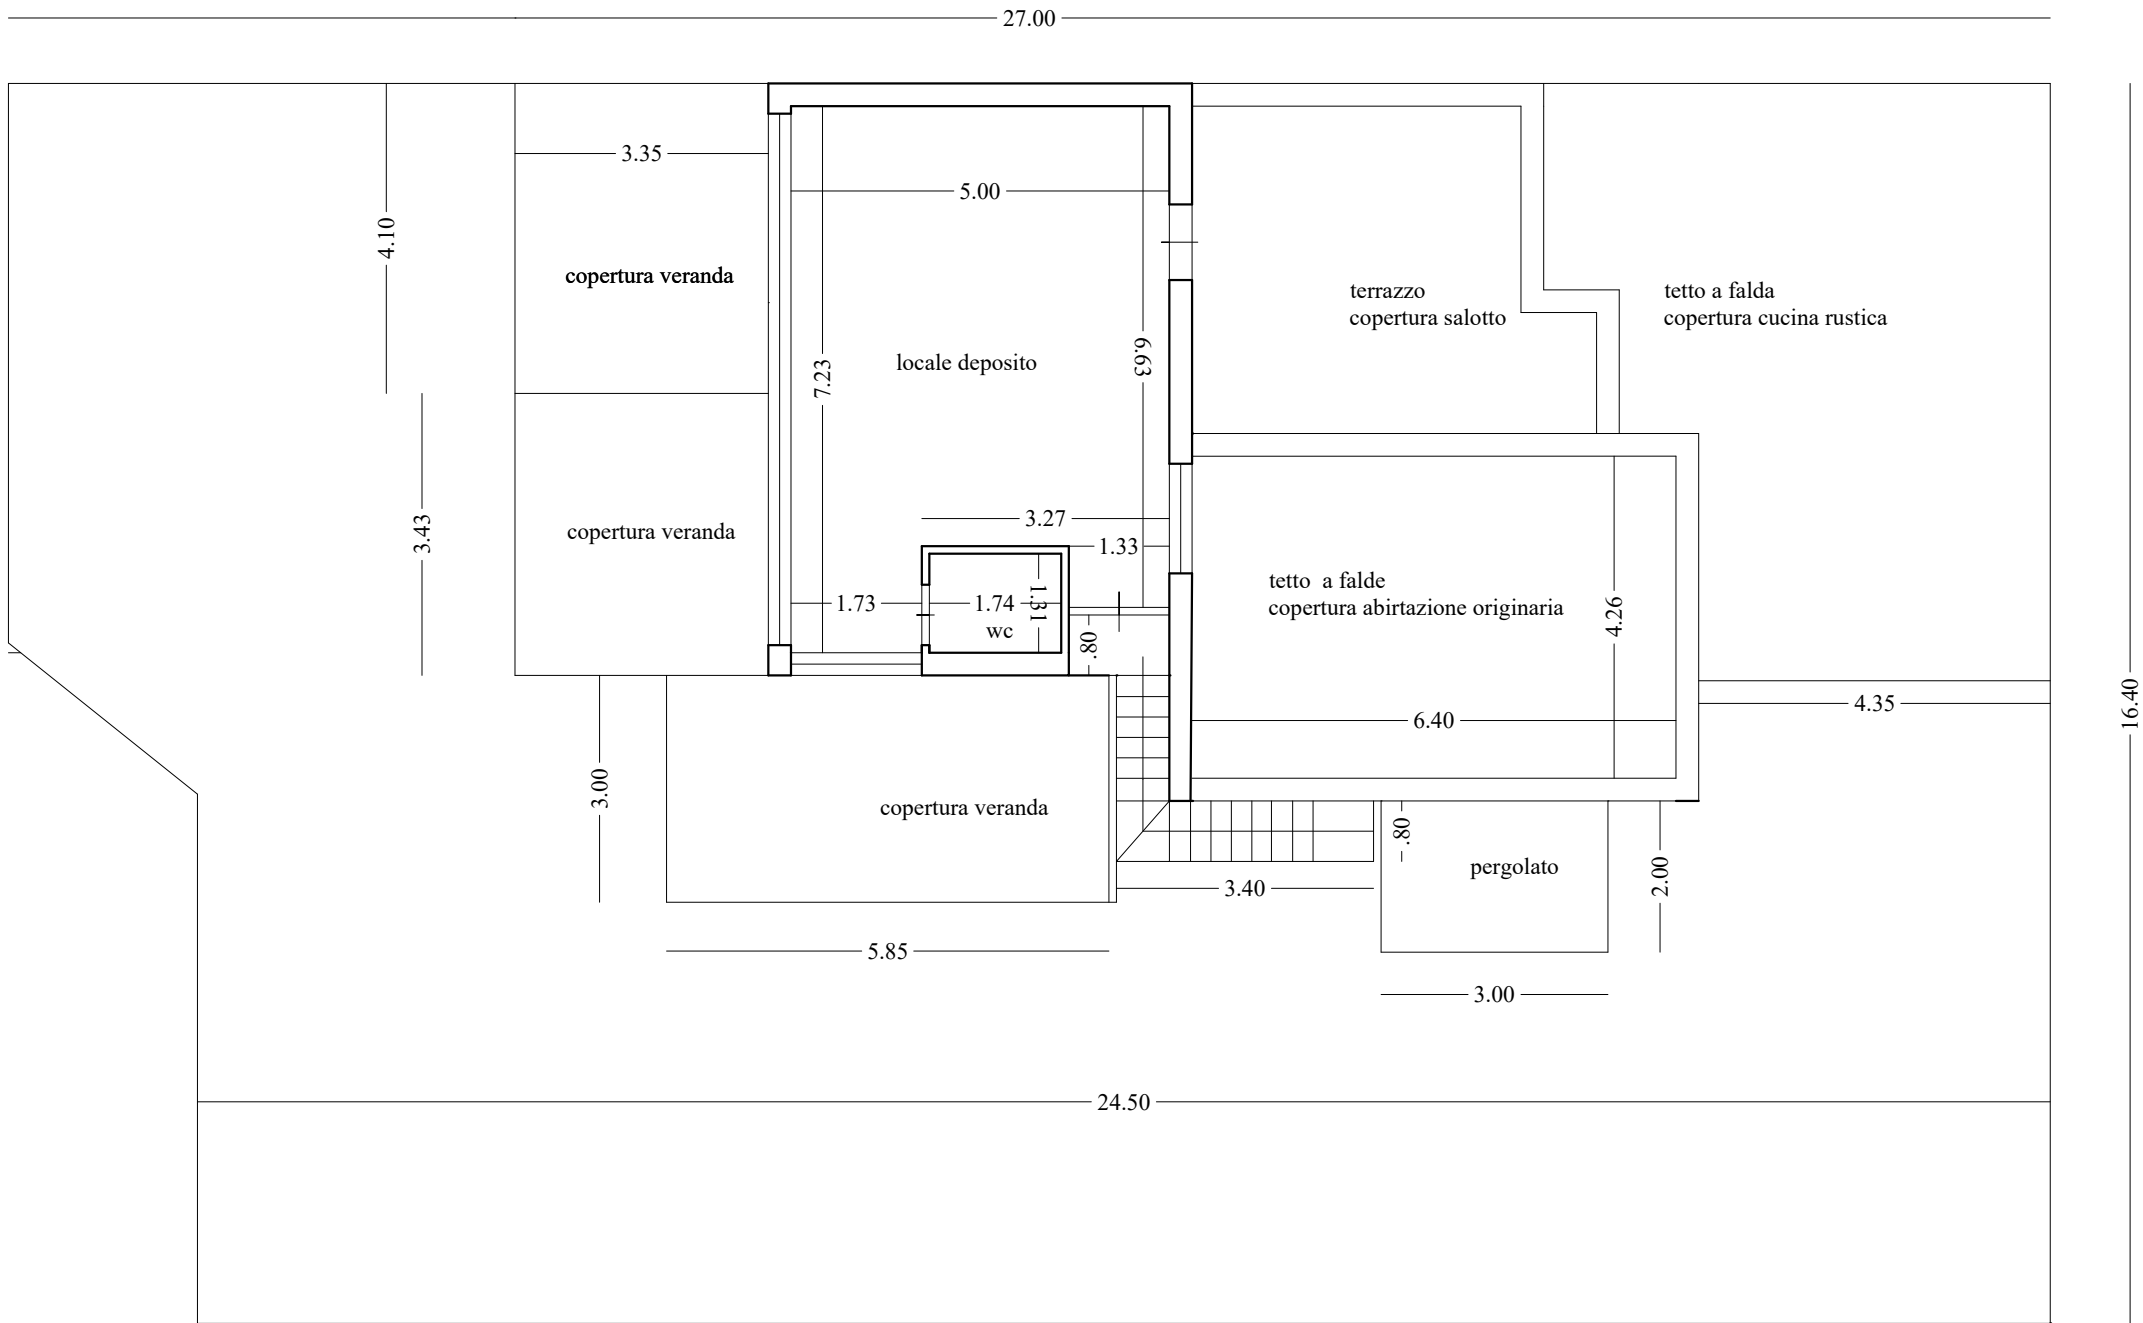 27.00
3.35
5.00
4.10
copertura veranda
terrazzo
copertura salotto
tetto a falda
copertura cucina rustica
locale deposito
7.23
6.63
3.27
3.43
copertura veranda
1.33
tetto a falde
copertura abirtazione originaria
1.73
1.74
1.31
wc
.80
4.26
16.40
4.35
6.40
3.00
copertura veranda
.80
pergolato
2.00
3.40
5.85
3.00
24.50